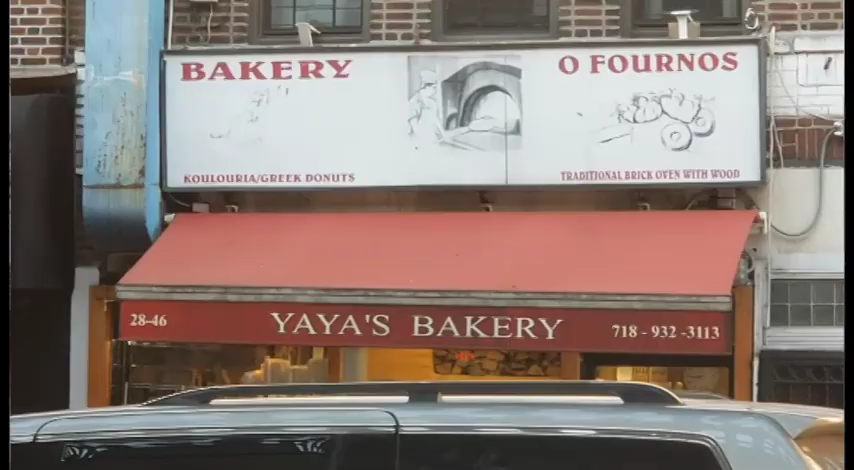 BAKERY
O FOURNOS
KOULOURIA/GREEK DONUTS
TRADITIONAL BRICK OVEN WITH WOOD
28-46
YAYA'S BAKERY
718-932-3113